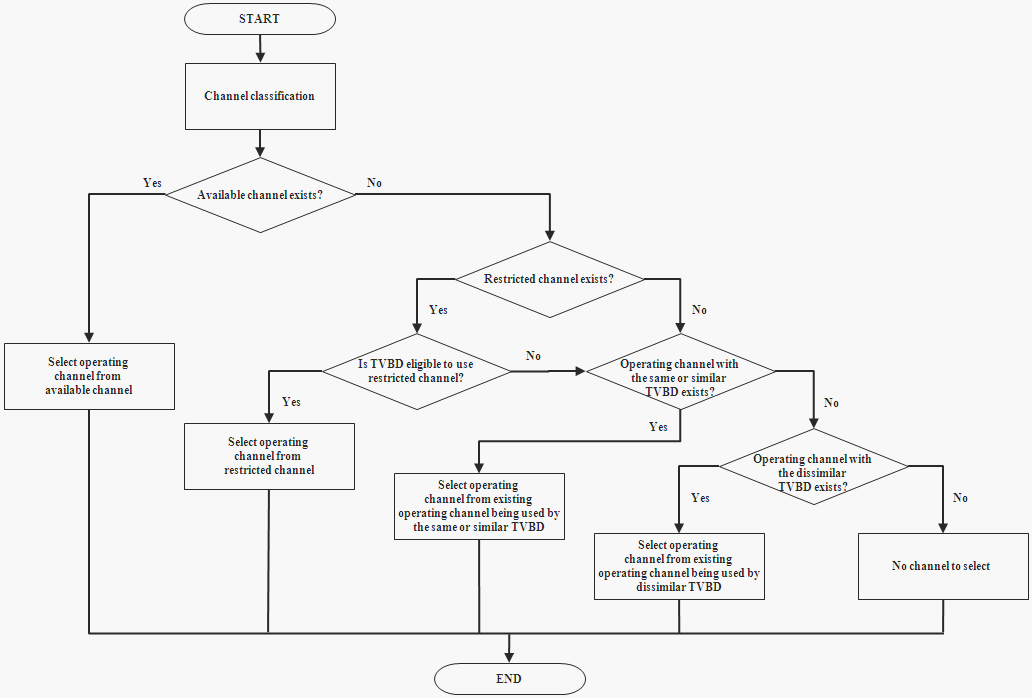 START
Channel classification
Yes
Available channel exists?
No
Restricted channel exists?
Yes
No
Select operating
channel from
available channel
Is TVBD eligible to use
restricted channel?
No
Operating channel with
the same or similar
TVBD exists?
Yes
No
Select operating
channel from
restricted channel
Yes
Operating channel with
the dissimilar
TVBD exists?
Select operating
channel from existing
operating channel being used by
the same or similar TVBD
Yes
No
Select operating
channel from existing
operating channel being used by
dissimilar TVBD
No channel to select
END